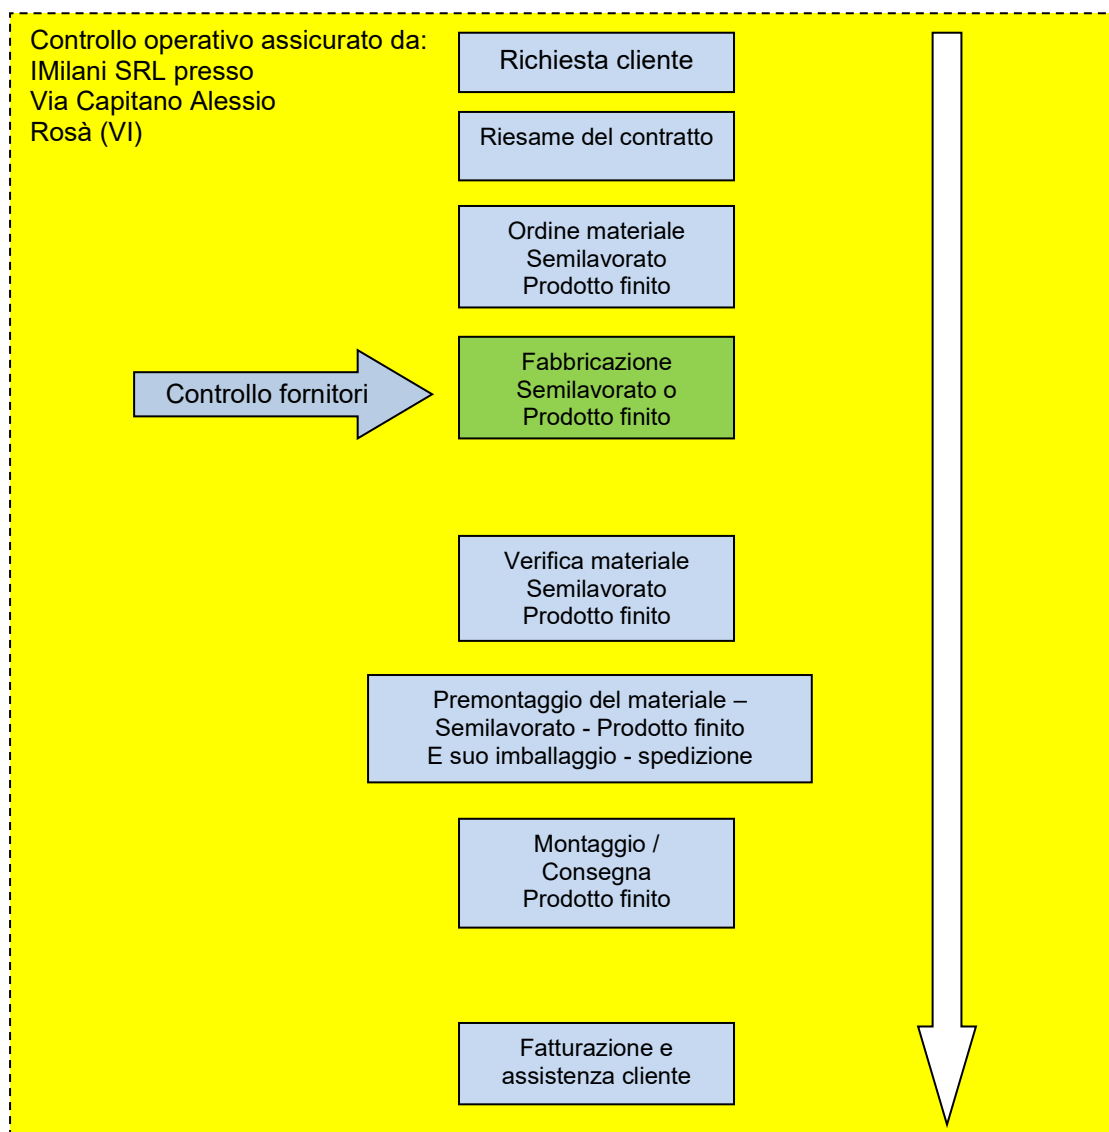 Controllo operativo assicurato da:
IMilani SRL presso
Via Capitano Alessio
Rosà (VI)
Richiesta cliente
Riesame del contratto
Ordine materiale
Semilavorato
Prodotto finito
Controllo fornitori
Fabbricazione
Semilavorato o
Prodotto finito
Verifica materiale
Semilavorato
Prodotto finito
Premontaggio del materiale –
Semilavorato - Prodotto finito
E suo imballaggio - spedizione
Montaggio /
Consegna
Prodotto finito
Fatturazione e
assistenza cliente